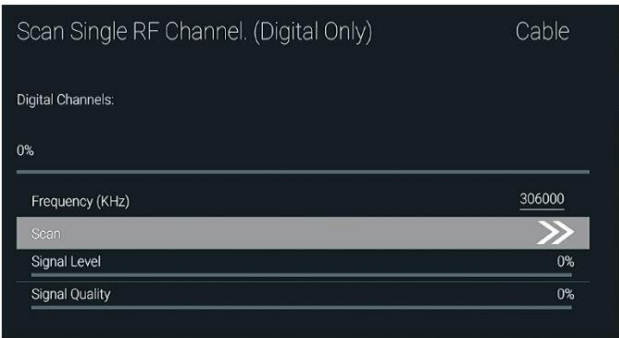 Scan Single RF Channel. (Digital Only) Cable
Digital Channels:
0%
Frequency (KHz) 306000
Scan
Signal Level 0%
Signal Quality 0%